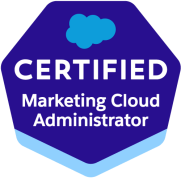 CERTIFIED
Marketing Cloud
Administrator